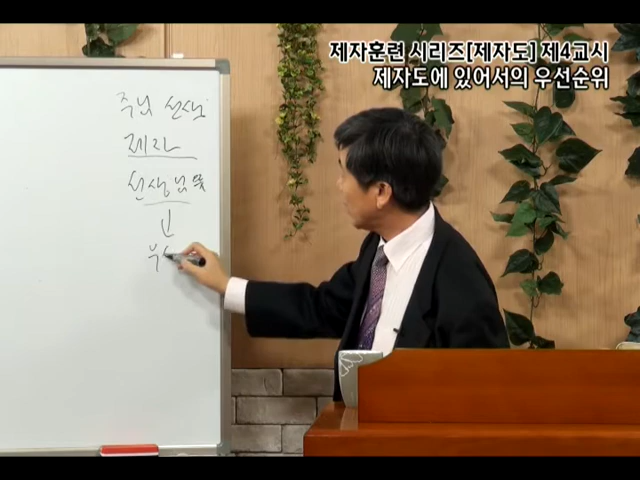 제자훈련 시리즈[제자도] 제4교시
제자도에 있어서의 우선순위
주님 선생
제자
선생님
우